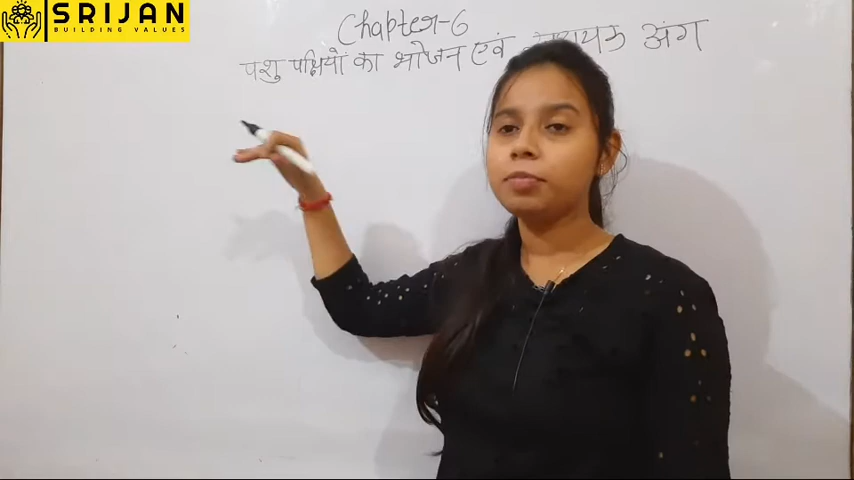 SRIJAN
BUILDING VALUES
Chapter-6
पशु पक्षियों का भोजन एवं अंग